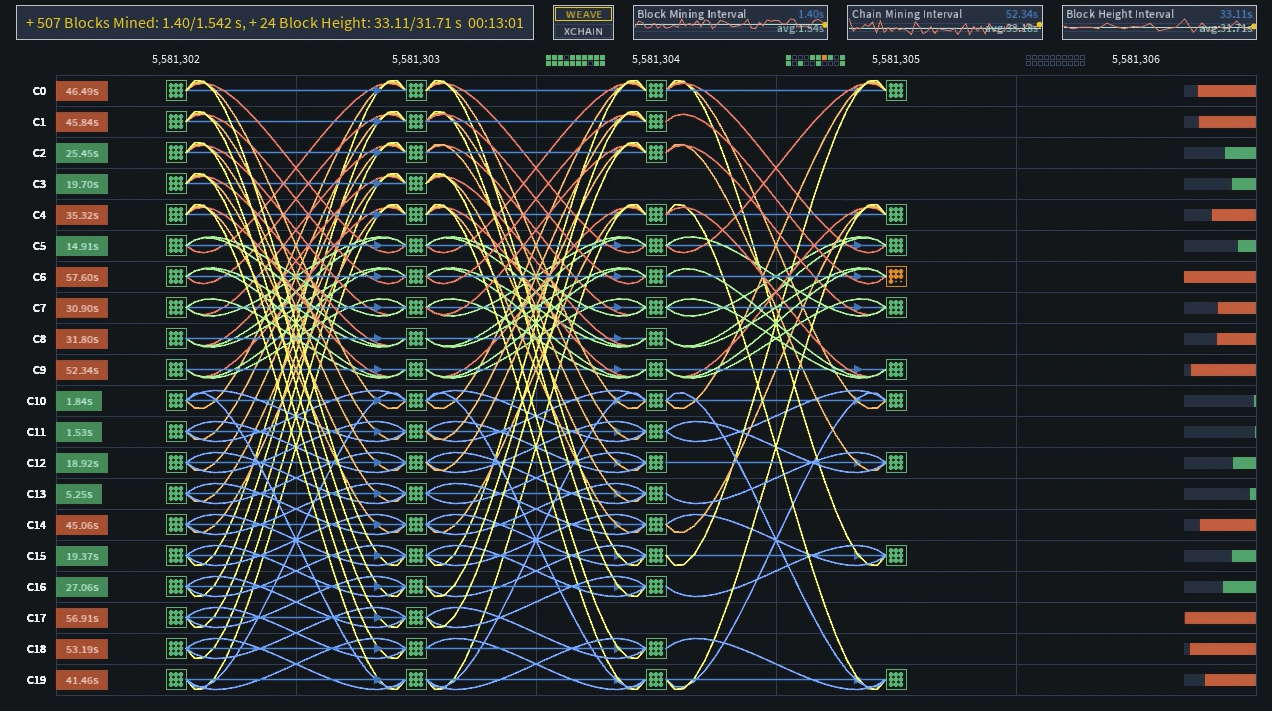 + 507 Blocks Mined: 1.40/1.542 s, + 24 Block Height: 33.11/31.71 s 00:13:01
WEAVE
XCHAIN
Block Mining Interval 1.40s
avg:1.54s
Chain Mining Interval 52.34s
avg:33.18s
Block Height Interval 33.11s
avg:31.71s
5,581,302 5,581,303 5,581,304 5,581,305 5,581,306
C0 46.49s
C1 45.84s
C2 25.45s
C3 19.70s
C4 35.32s
C5 14.91s
C6 57.60s
C7 30.90s
C8 31.80s
C9 52.34s
C10 1.84s
C11 1.53s
C12 18.92s
C13 5.25s
C14 45.06s
C15 19.37s
C16 27.06s
C17 56.91s
C18 53.19s
C19 41.46s